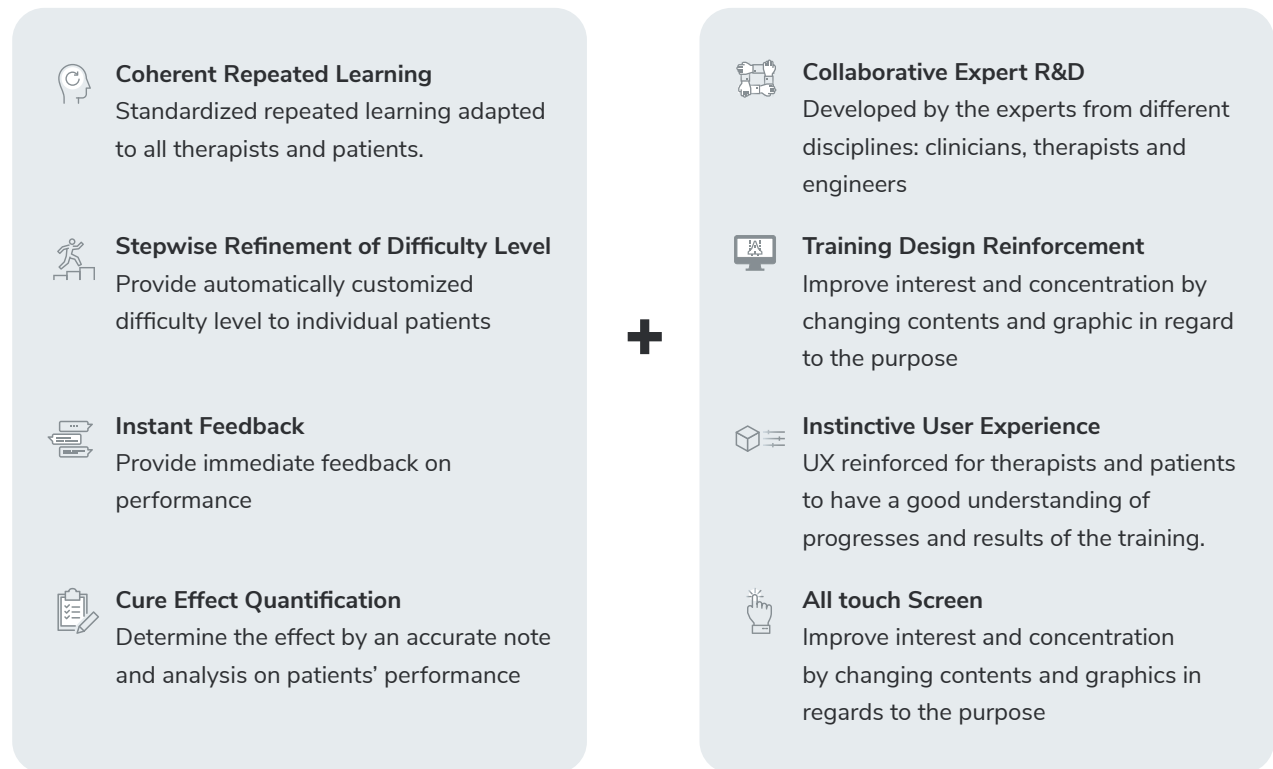 Coherent Repeated Learning
Standardized repeated learning adapted
to all therapists and patients.
Stepwise Refinement of Difficulty Level
Provide automatically customized
difficulty level to individual patients
Instant Feedback
Provide immediate feedback on
performance
Cure Effect Quantification
Determine the effect by an accurate note
and analysis on patients’ performance
+
Collaborative Expert R&D
Developed by the experts from different
disciplines: clinicians, therapists and
engineers
Training Design Reinforcement
Improve interest and concentration by
changing contents and graphic in regard
to the purpose
Instinctive User Experience
UX reinforced for therapists and patients
to have a good understanding of
progresses and results of the training.
All touch Screen
Improve interest and concentration
by changing contents and graphics in
regards to the purpose